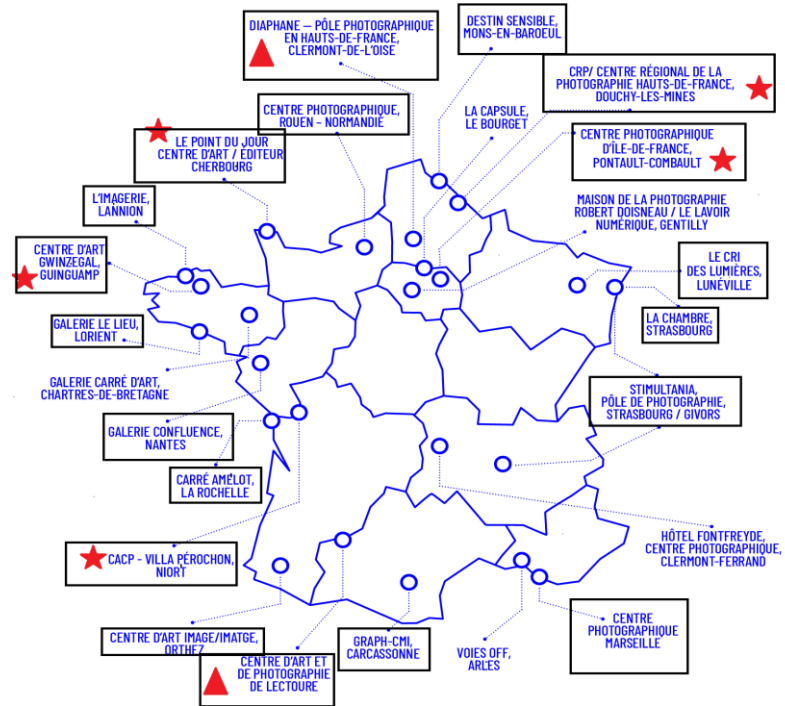 DIAPHANE – PÔLE PHOTOGRAPHIQUE
EN HAUTS-DE-FRANCE,
CLERMONT-DE-L'OISE
DESTIN SENSIBLE,
MONS-EN-BAROEUL
CRP/ CENTRE RÉGIONAL DE LA
PHOTOGRAPHIE HAUTS-DE-FRANCE,
DOUCHY-LES-MINES
CENTRE PHOTOGRAPHIQUE,
ROUEN – NORMANDIE
LA CAPSULE,
LE BOURGET
CENTRE PHOTOGRAPHIQUE
D'ÎLE-DE-FRANCE,
PONTAULT-COMBAULT
LE POINT DU JOUR
CENTRE D'ART / ÉDITEUR
CHERBOURG
L'IMAGERIE,
LANNION
MAISON DE LA PHOTOGRAPHIE
ROBERT DOISNEAU / LE LAVOIR
NUMÉRIQUE, GENTILLY
CENTRE D'ART
GWINZEGAL,
GUINGUAMP
LE CRI
DES LUMIÈRES,
LUNÉVILLE
GALERIE LE LIEU,
LORIENT
LA CHAMBRE,
STRASBOURG
GALERIE CARRÉ D'ART,
CHARTRES-DE-BRETAGNE
STIMULTANIA,
PÔLE DE PHOTOGRAPHIE,
STRASBOURG / GIVORS
GALERIE CONFLUENCE,
NANTES
CARRÉ AMELOT,
LA ROCHELLE
CACP - VILLA PÉROCHON,
NIORT
HÔTEL FONTFREYDE,
CENTRE PHOTOGRAPHIQUE,
CLERMONT-FERRAND
CENTRE D'ART IMAGE/IMATGE,
ORTHEZ
CENTRE D'ART ET
DE PHOTOGRAPHIE
DE LECTOURE
GRAPH-CMI,
CARCASSONNE
VOIES OFF,
ARLES
CENTRE
PHOTOGRAPHIQUE
MARSEILLE